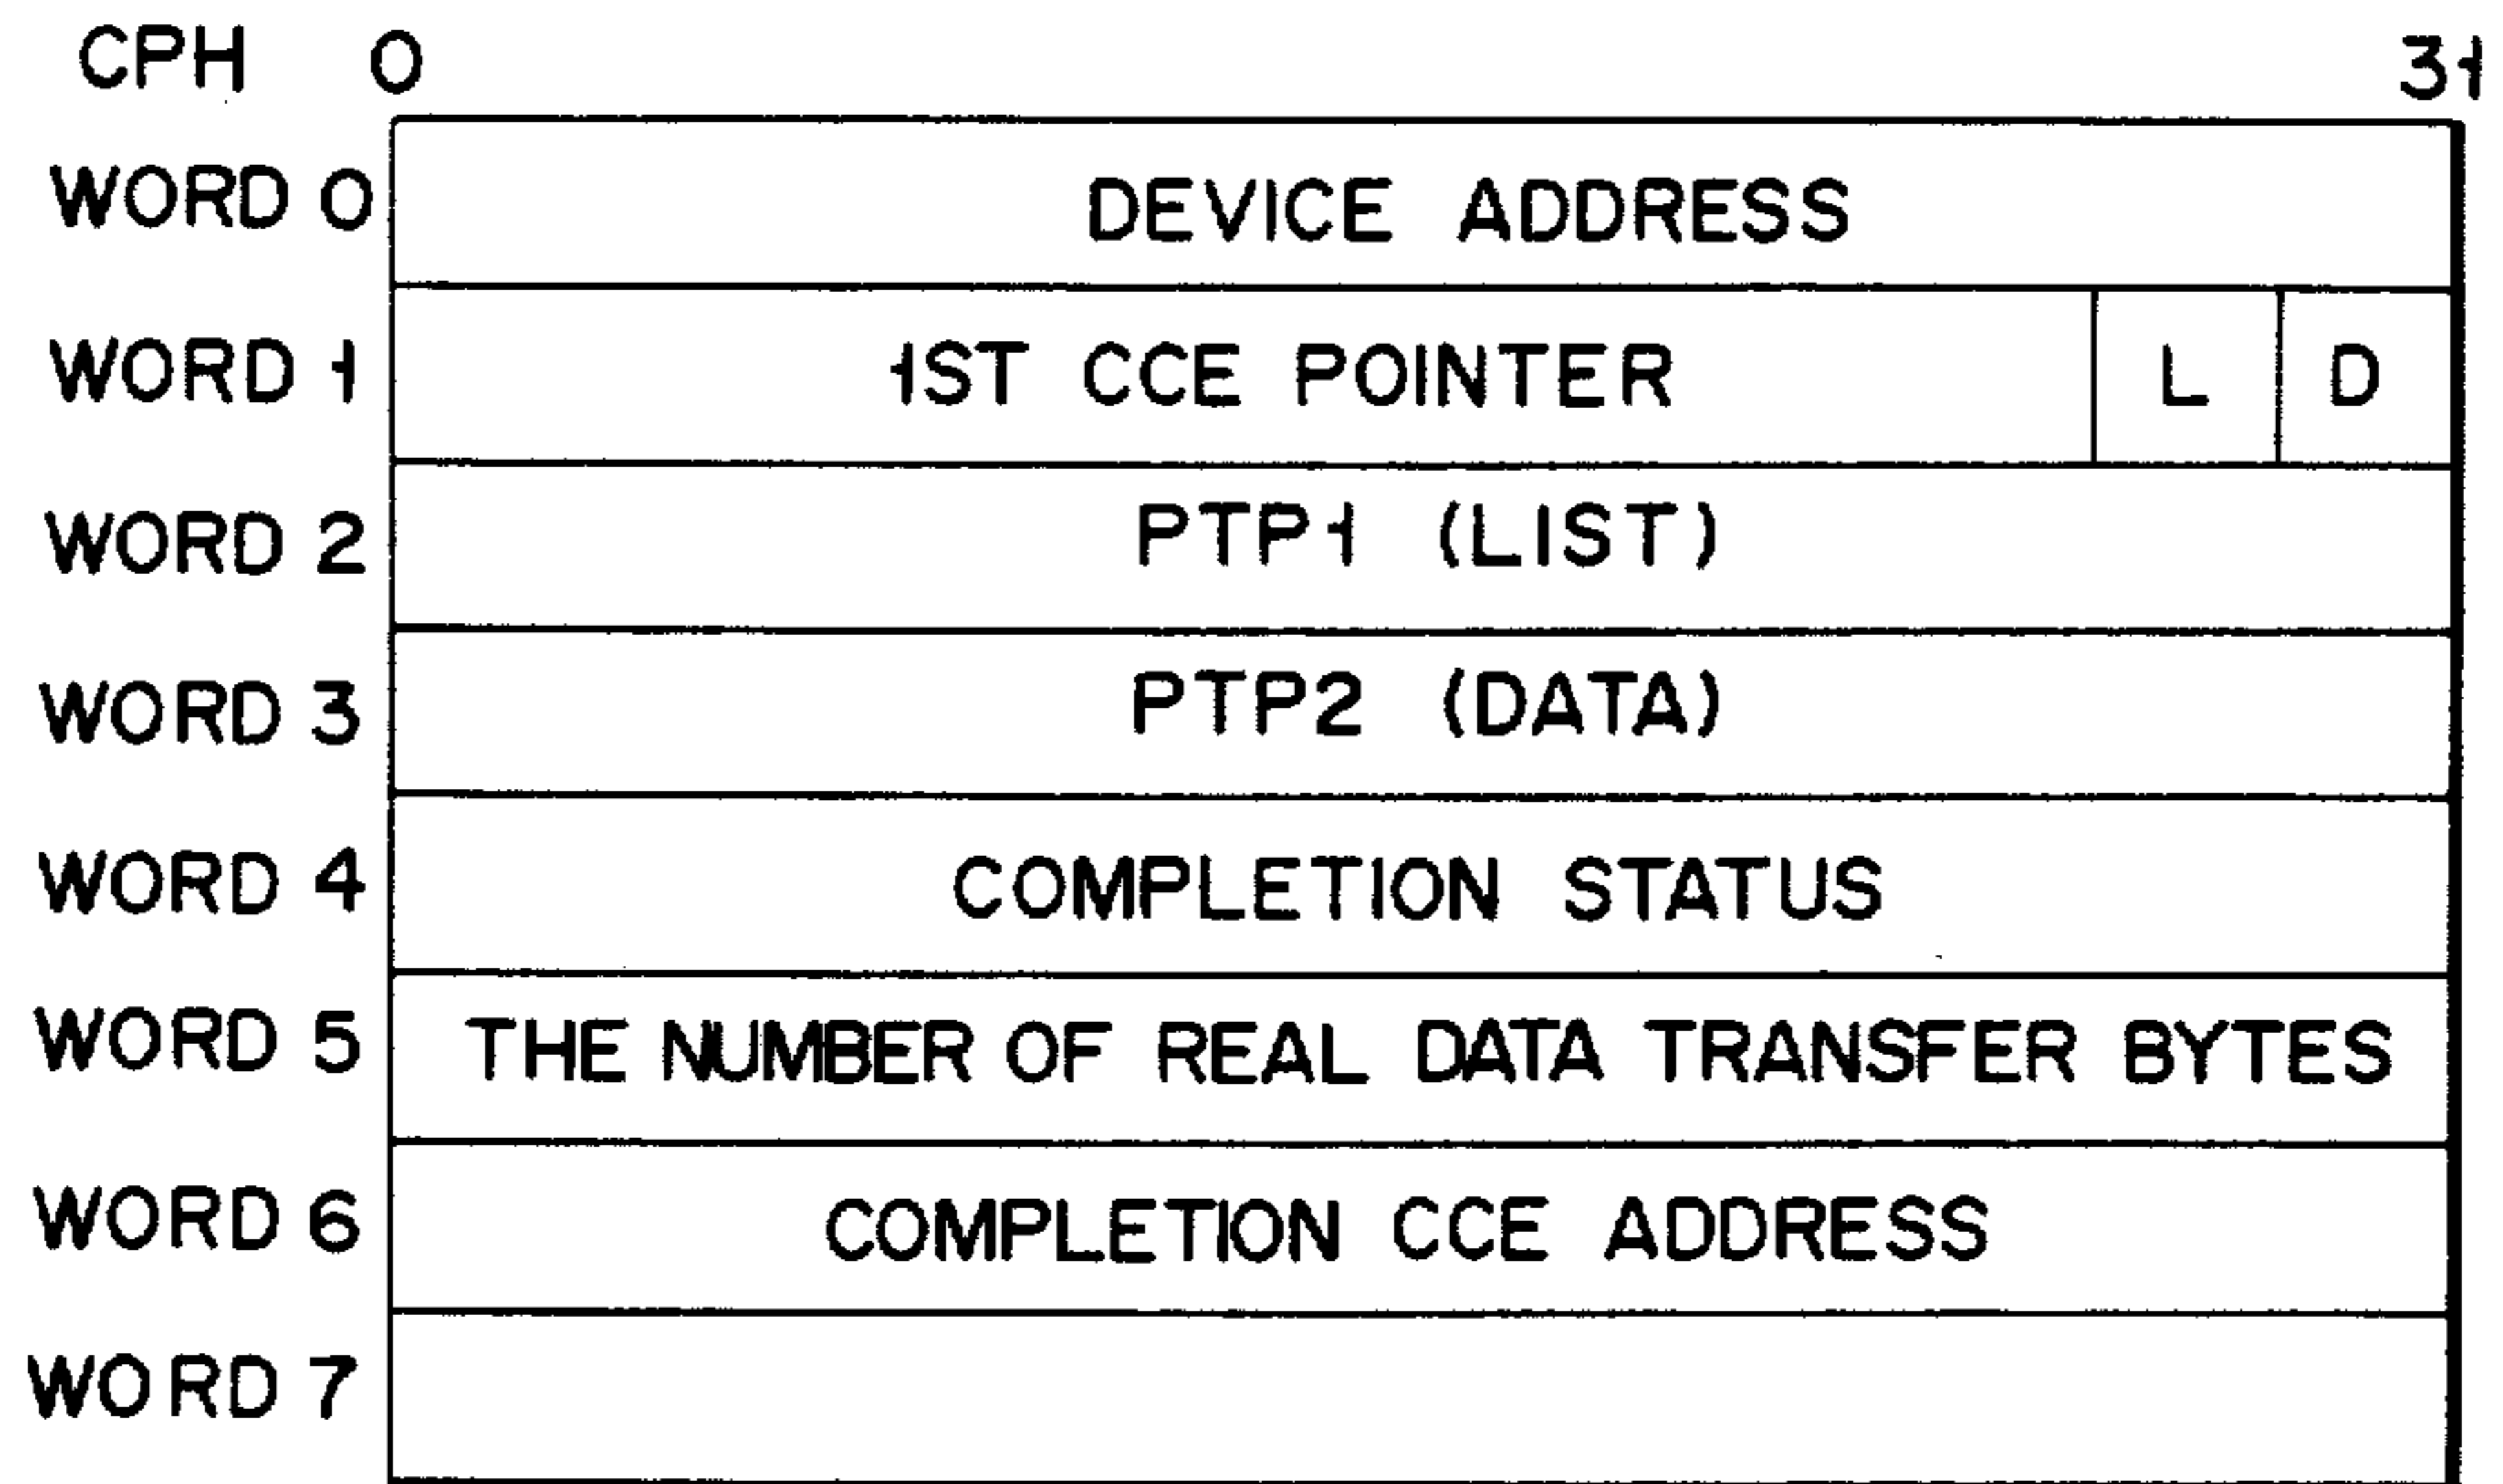 CPH 0 31
WORD 0 DEVICE ADDRESS
WORD 1 1ST CCE POINTER L D
WORD 2 PTP1 (LIST)
WORD 3 PTP2 (DATA)
WORD 4 COMPLETION STATUS
WORD 5 THE NUMBER OF REAL DATA TRANSFER BYTES
WORD 6 COMPLETION CCE ADDRESS
WORD 7